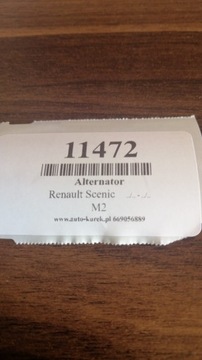 11472
Alternator
Renault Scenic
M2
www.auto-karek.pl 669056889